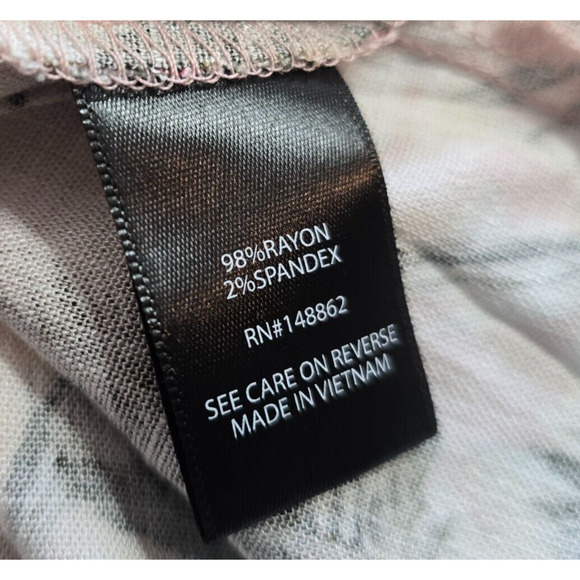 98%RAYON
2%SPANDEX
RN#148862
SEE CARE ON REVERSE
MADE IN VIETNAM